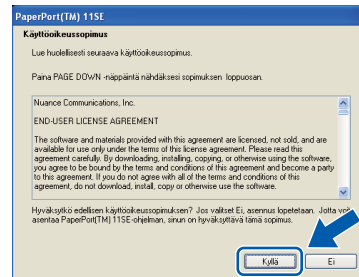 PaperPort(TM) 11SE
Käyttöoikeussopimus
Lue huolellisesti seuraava käyttöoikeussopimus.
Paina PAGE DOWN -näppäintä nähdäksesi sopimuksen loppuosan.
Nuance Communications, Inc.
END-USER LICENSE AGREEMENT
The software and materials provided with this agreement are licensed, not sold, and are
available for use only under the terms of this license agreement. Please read this
agreement carefully. By downloading, installing, copying, or otherwise using the software,
you agree to be bound by the terms and conditions of this agreement and become a party
to this agreement. If you do not agree with all of the terms and conditions of this
agreement, do not download, install, copy or otherwise use the software.
Hyväksytkö edellisen käyttöoikeussopimuksen? Jos valitset Ei, asennus lopetetaan. Jotta
asentaa PaperPort(TM) 11SE-ohjelman, sinun on hyväksyttävä tämä sopimus.
Kyllä
Ei